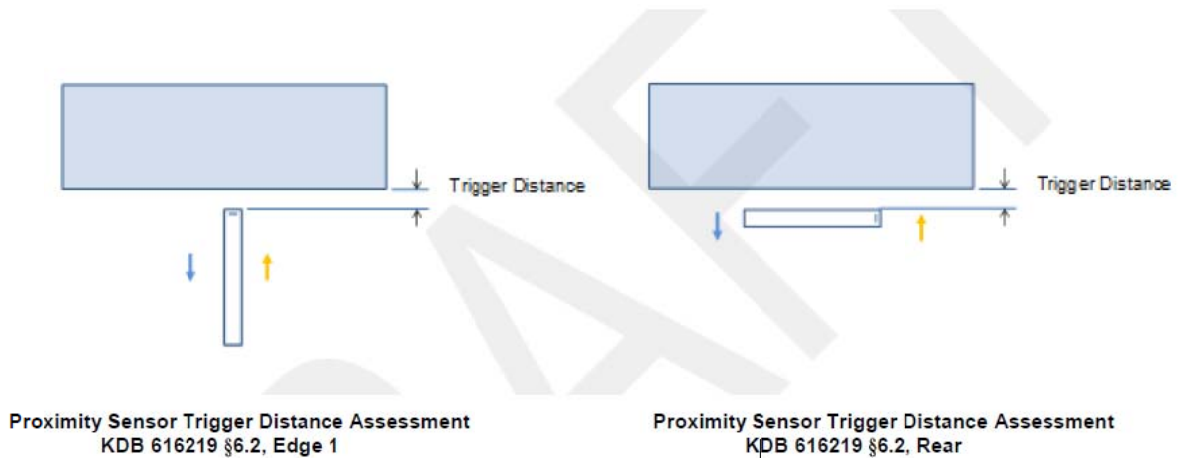 Trigger Distance
Trigger Distance
Proximity Sensor Trigger Distance Assessment
KDB 616219 §6.2, Edge 1
Proximity Sensor Trigger Distance Assessment
KDB 616219 §6.2, Rear